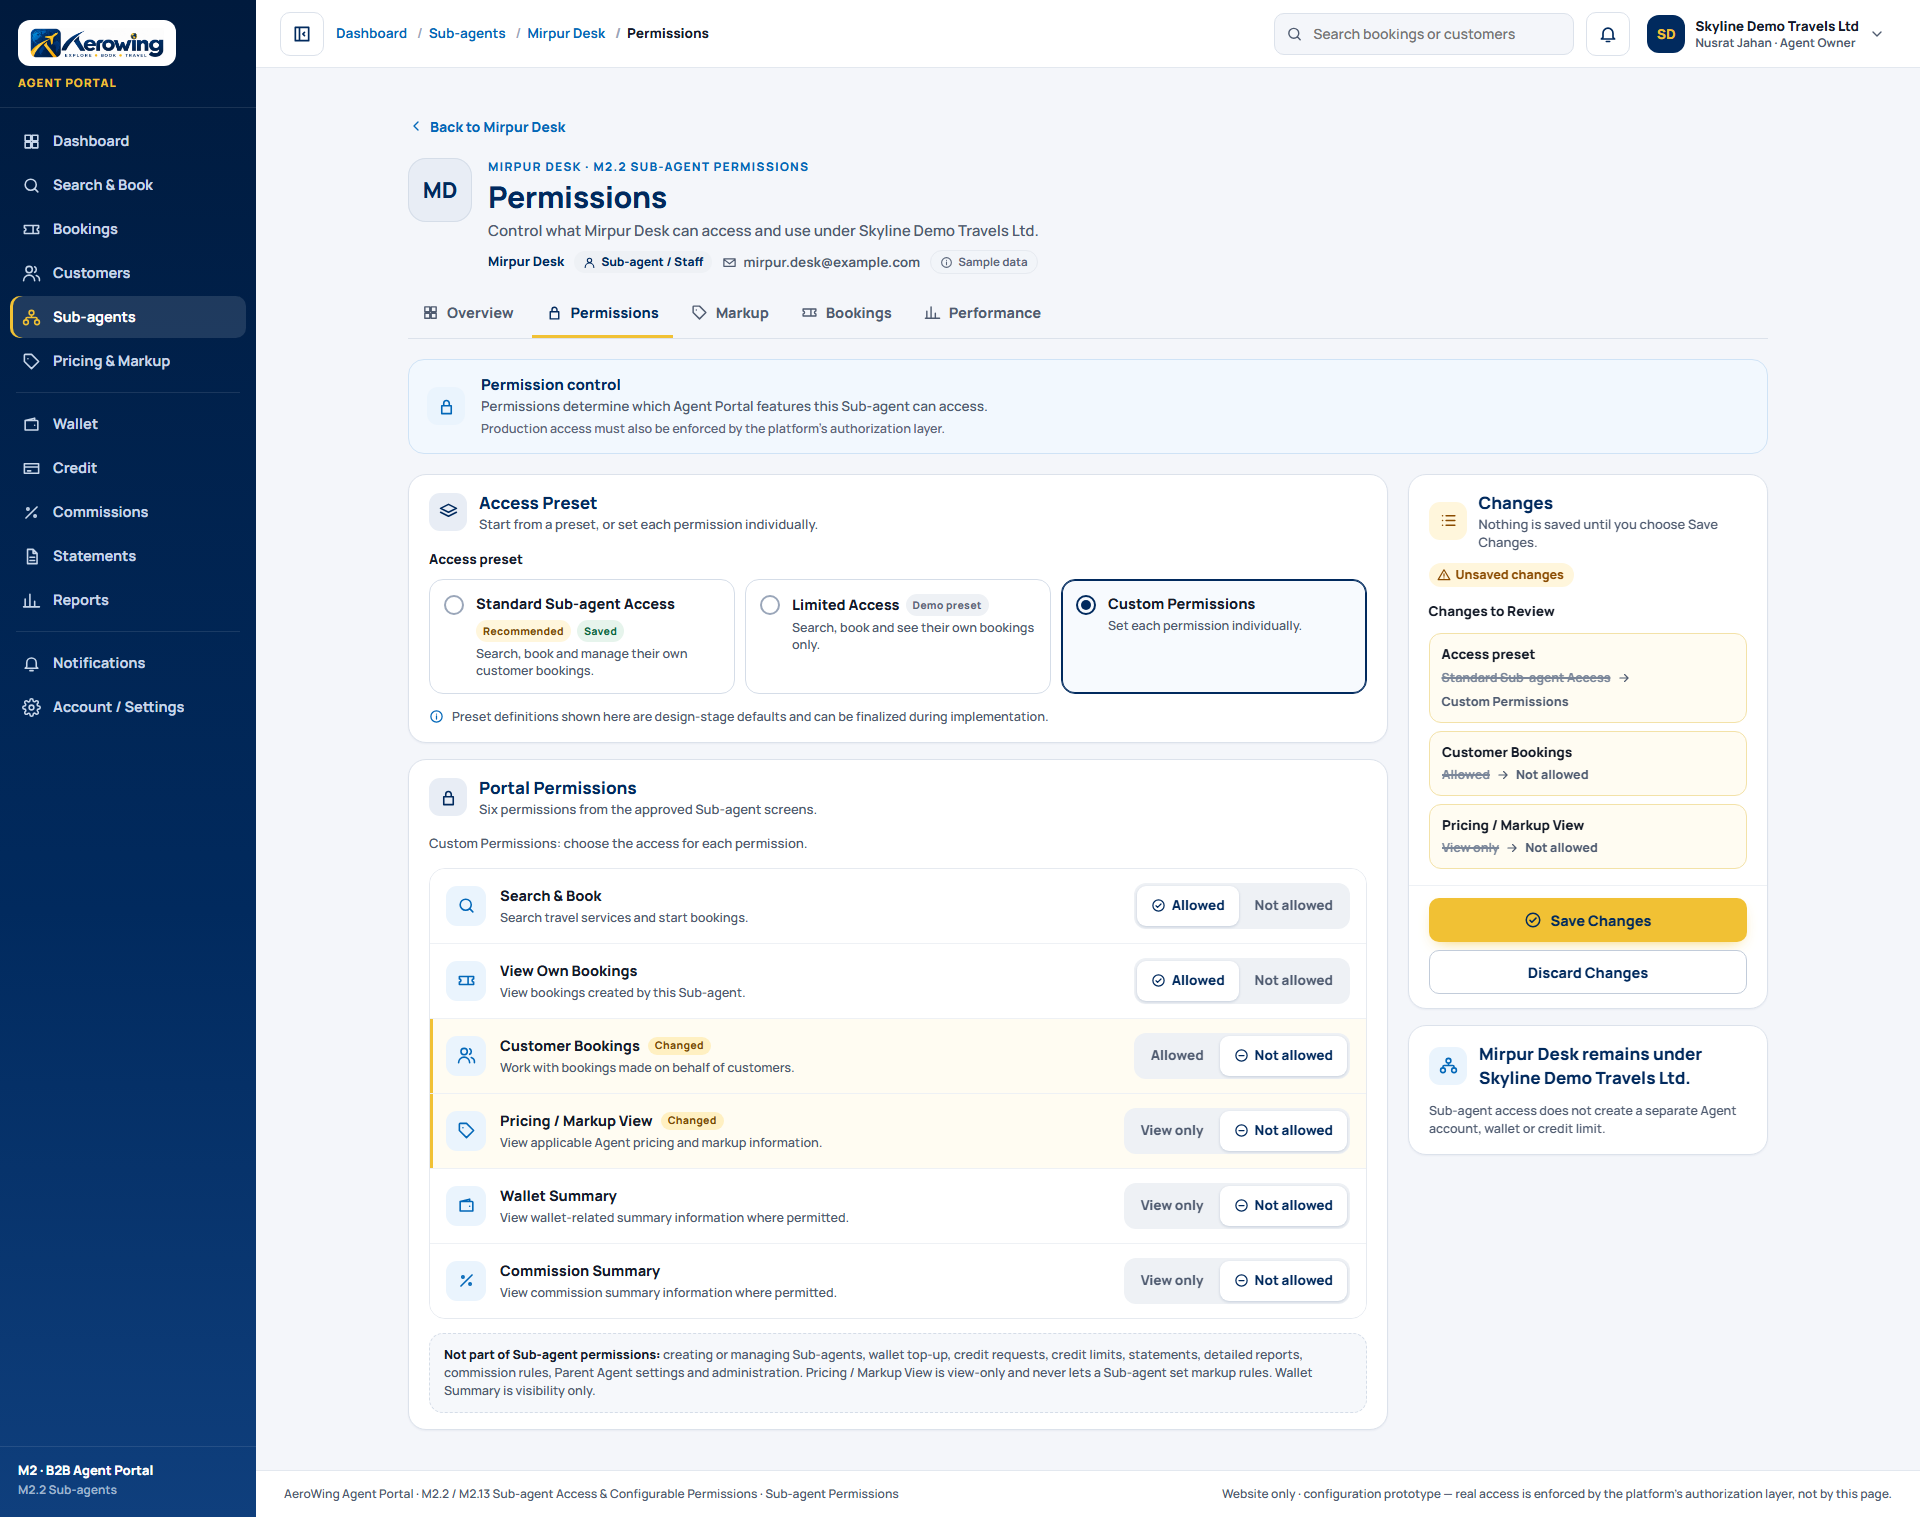 Aerowing
EXPLORE • BOOK • TRAVEL
AGENT PORTAL
Dashboard
Search & Book
Bookings
Customers
Sub-agents
Pricing & Markup
Wallet
Credit
Commissions
Statements
Reports
Notifications
Account / Settings
M2 · B2B Agent Portal
M2.2 Sub-agents
Dashboard / Sub-agents / Mirpur Desk / Permissions
Search bookings or customers
SD
Skyline Demo Travels Ltd
Nusrat Jahan · Agent Owner
Back to Mirpur Desk
MD
MIRPUR DESK · M2.2 SUB-AGENT PERMISSIONS
Permissions
Control what Mirpur Desk can access and use under Skyline Demo Travels Ltd.
Mirpur Desk Sub-agent / Staff mirpur.desk@example.com Sample data
Overview Permissions Markup Bookings Performance
Permission control
Permissions determine which Agent Portal features this Sub-agent can access.
Production access must also be enforced by the platform's authorization layer.
Access Preset
Start from a preset, or set each permission individually.
Access preset
Standard Sub-agent Access
Recommended Saved
Search, book and manage their own
customer bookings.
Limited Access Demo preset
Search, book and see their own bookings
only.
Custom Permissions
Set each permission individually.
Preset definitions shown here are design-stage defaults and can be finalized during implementation.
Portal Permissions
Six permissions from the approved Sub-agent screens.
Custom Permissions: choose the access for each permission.
Search & Book
Search travel services and start bookings.
Allowed Not allowed
View Own Bookings
View bookings created by this Sub-agent.
Allowed Not allowed
Customer Bookings Changed
Work with bookings made on behalf of customers.
Allowed Not allowed
Pricing / Markup View Changed
View applicable Agent pricing and markup information.
View only Not allowed
Wallet Summary
View wallet-related summary information where permitted.
View only Not allowed
Commission Summary
View commission summary information where permitted.
View only Not allowed
Not part of Sub-agent permissions: creating or managing Sub-agents, wallet top-up, credit requests, credit limits, statements, detailed reports,
commission rules, Parent Agent settings and administration. Pricing / Markup View is view-only and never lets a Sub-agent set markup rules. Wallet
Summary is visibility only.
Changes
Nothing is saved until you choose Save
Changes.
Unsaved changes
Changes to Review
Access preset
Standard Sub-agent Access →
Custom Permissions
Customer Bookings
Allowed → Not allowed
Pricing / Markup View
View only → Not allowed
Save Changes
Discard Changes
Mirpur Desk remains under
Skyline Demo Travels Ltd.
Sub-agent access does not create a separate Agent
account, wallet or credit limit.
AeroWing Agent Portal · M2.2 / M2.13 Sub-agent Access & Configurable Permissions · Sub-agent Permissions
Website only · configuration prototype — real access is enforced by the platform's authorization layer, not by this page.